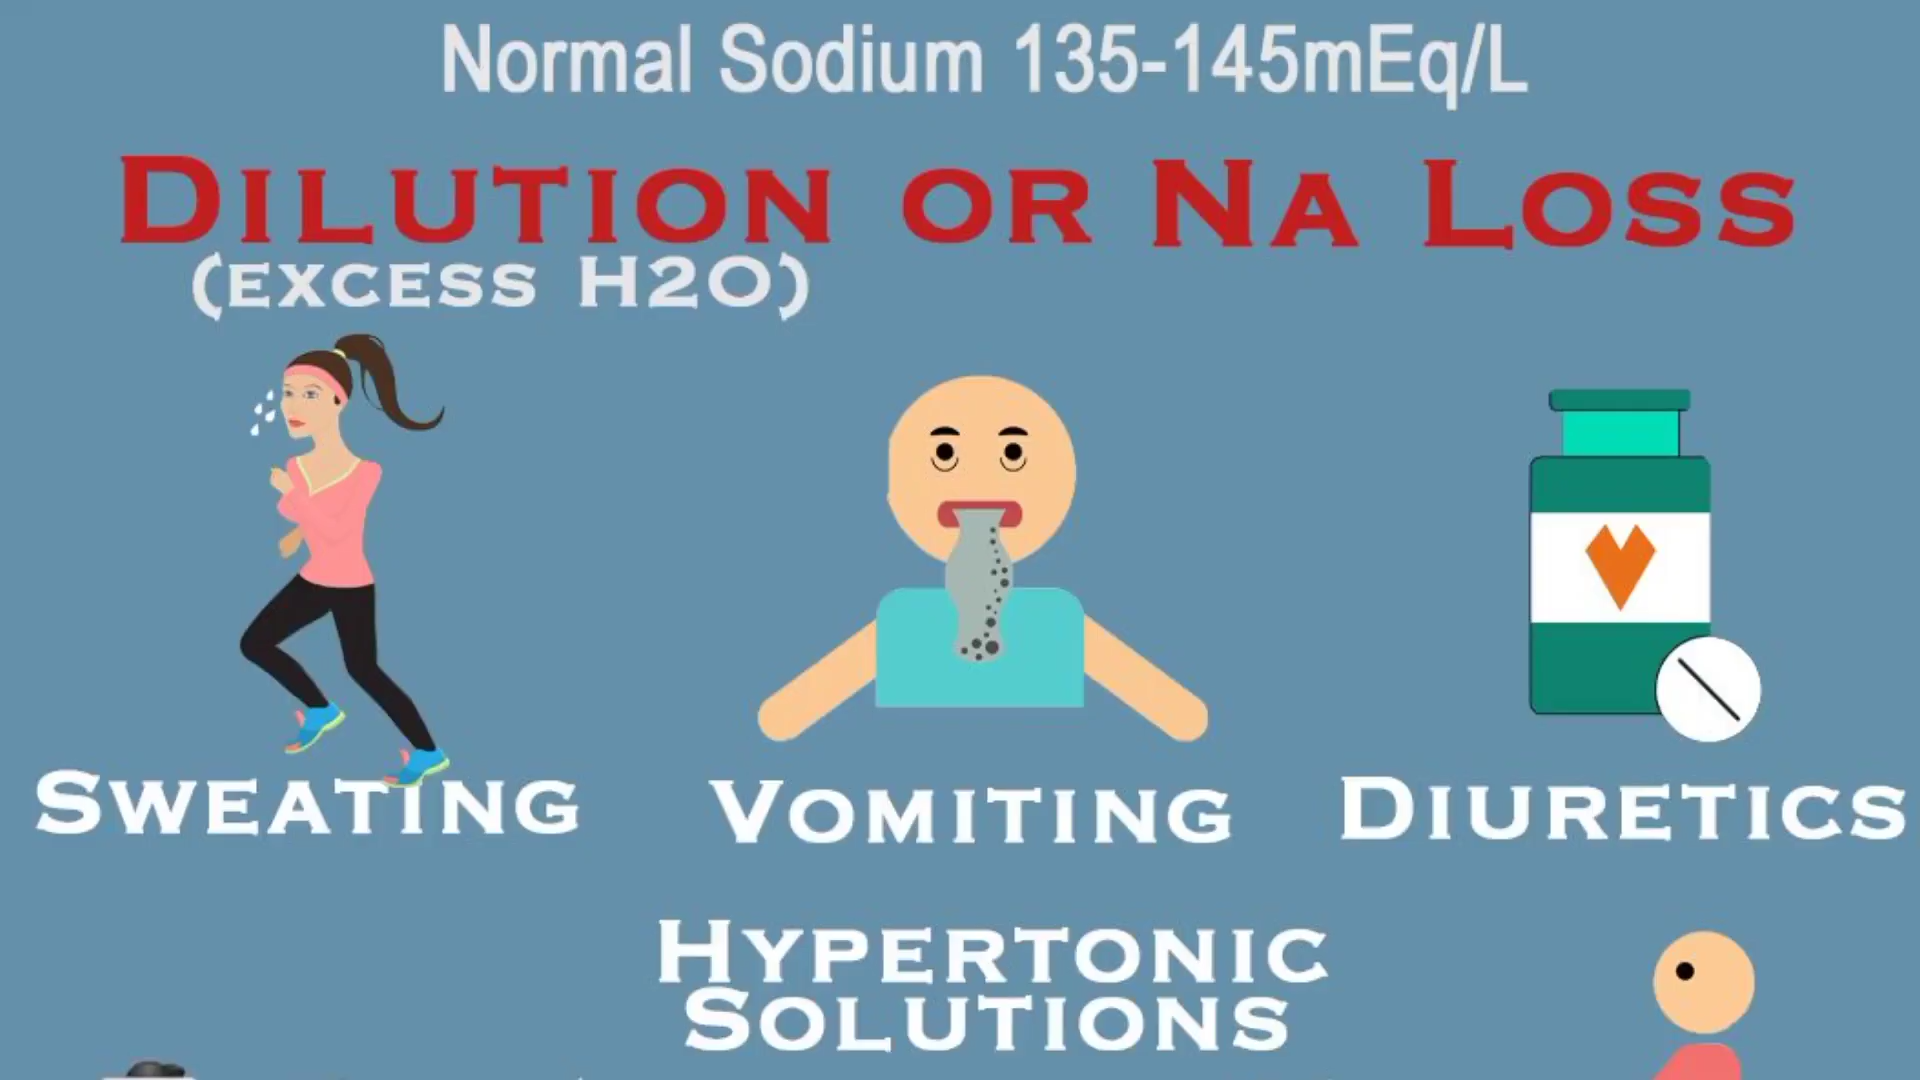 Normal Sodium 135-145mEq/L
DILUTION OR NA LOSS
(EXCESS H2O)
SWEATING
VOMITING
DIURETICS
HYPERTONIC
SOLUTIONS